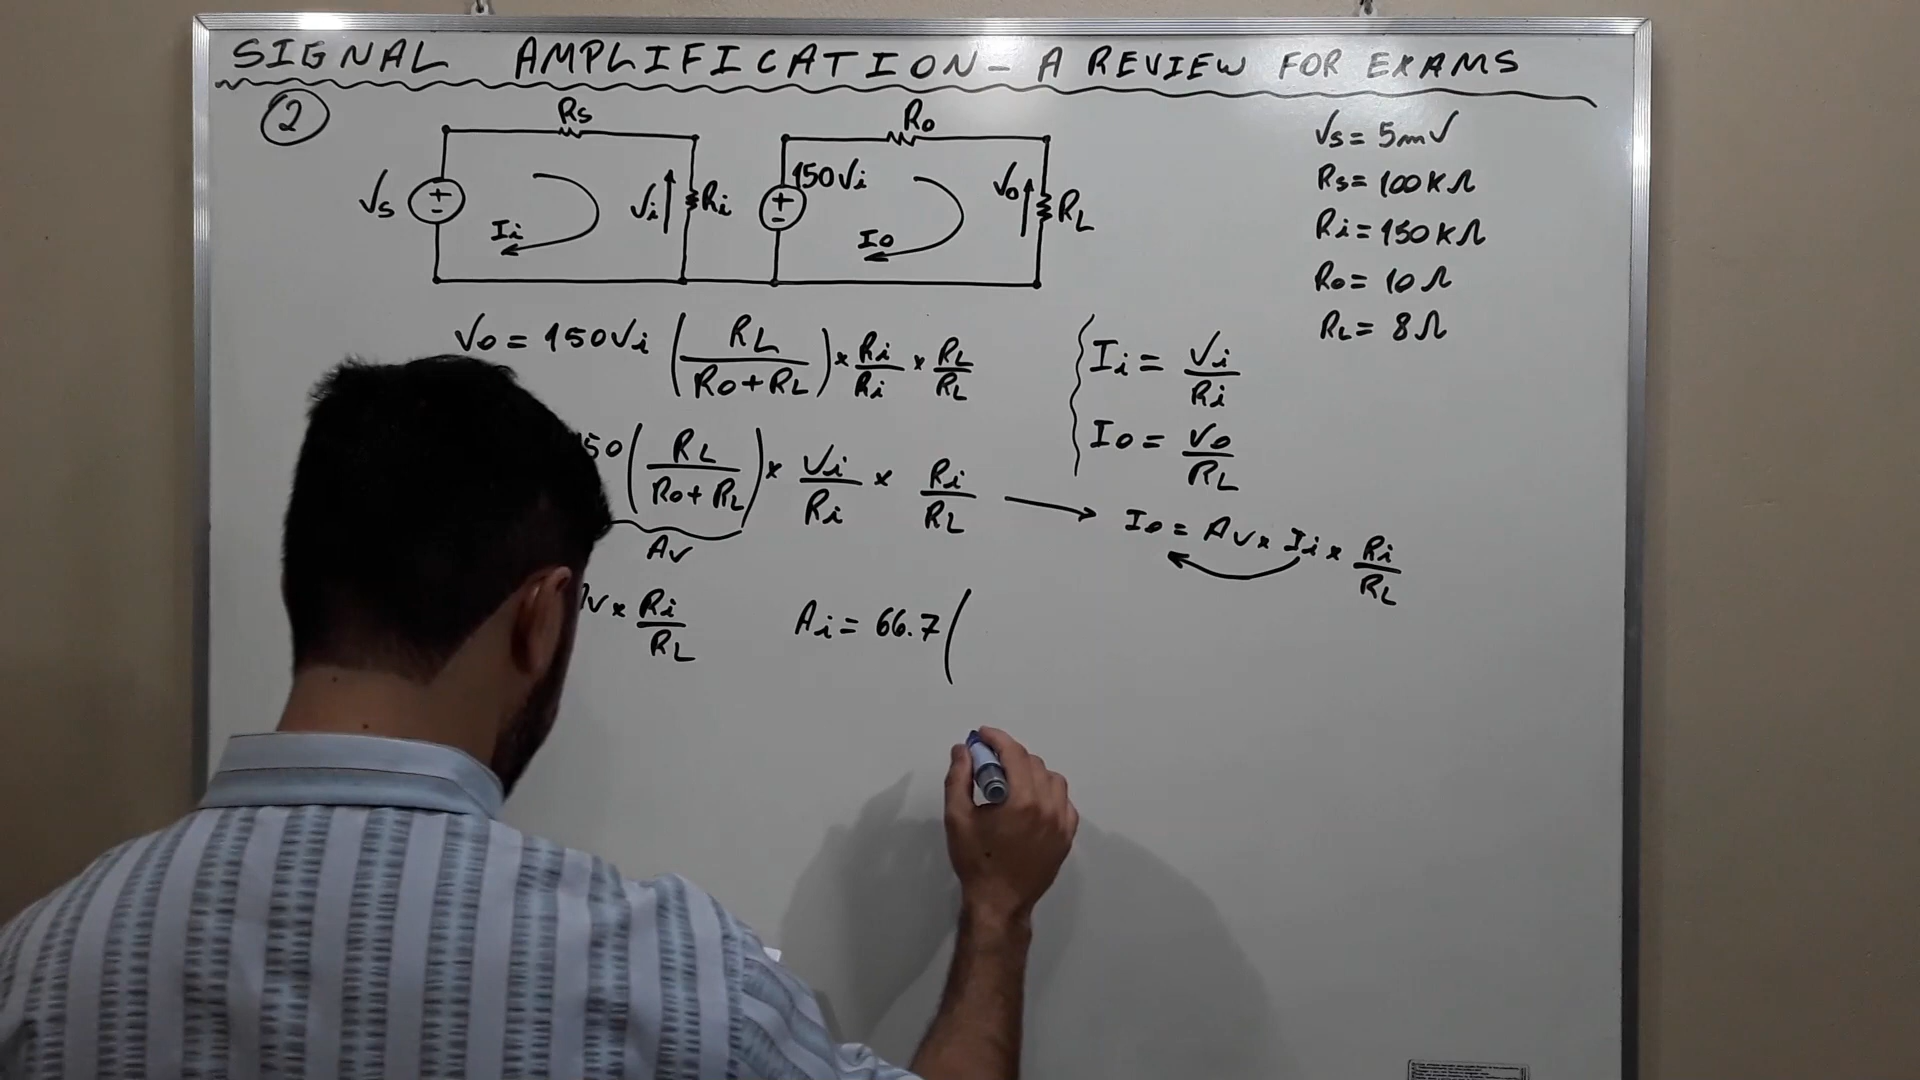 SIGNAL AMPLIFICATION - A REVIEW FOR EXAMS
2
Rs
Ro
Vs
+
-
Ii
Vi
Ri
150Vi
+
-
Io
Vo
RL
Vs = 5mV
Rs = 100KΩ
Ri = 150KΩ
Ro = 10Ω
RL = 8Ω
Vo = 150Vi (RL / (Ro + RL)) × Ri/Ri × RL/RL
Ii = Vi/Ri
Io = Vo/RL
50 (RL / (Ro + RL)) × Vi/Ri × Ri/RL → Io = Av × Ii × Ri/RL
Av
v × Ri/RL
Ai = 66.7 (